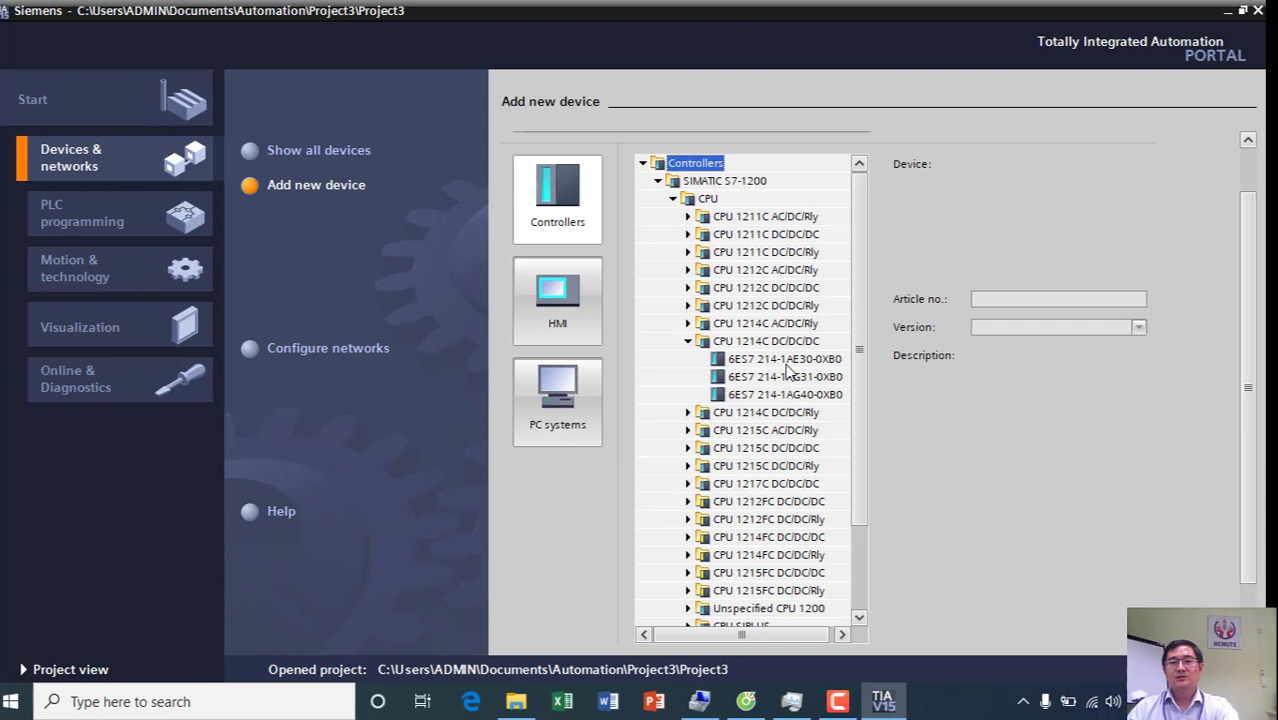 Siemens - C:\Users\ADMIN\Documents\Automation\Project3\Project3
Totally Integrated Automation
PORTAL
Start
Devices &
networks
PLC
programming
Motion &
technology
Visualization
Online &
Diagnostics
Show all devices
Add new device
Configure networks
Help
Add new device
Controllers
HMI
PC systems
Controllers
SIMATIC S7-1200
CPU
CPU 1211C AC/DC/Rly
CPU 1211C DC/DC/DC
CPU 1211C DC/DC/Rly
CPU 1212C AC/DC/Rly
CPU 1212C DC/DC/DC
CPU 1212C DC/DC/Rly
CPU 1214C AC/DC/Rly
CPU 1214C DC/DC/DC
6ES7 214-1AE30-0XB0
6ES7 214-1AG31-0XB0
6ES7 214-1AG40-0XB0
CPU 1214C DC/DC/Rly
CPU 1215C AC/DC/Rly
CPU 1215C DC/DC/DC
CPU 1215C DC/DC/Rly
CPU 1217C DC/DC/DC
CPU 1212FC DC/DC/DC
CPU 1212FC DC/DC/Rly
CPU 1214FC DC/DC/DC
CPU 1214FC DC/DC/Rly
CPU 1215FC DC/DC/DC
CPU 1215FC DC/DC/Rly
Unspecified CPU 1200
CPU SIPLUS
Device:
Article no.:
Version:
Description:
HCMUTE
Project view
Opened project: C:\Users\ADMIN\Documents\Automation\Project3\Project3
Type here to search
TIA
V15